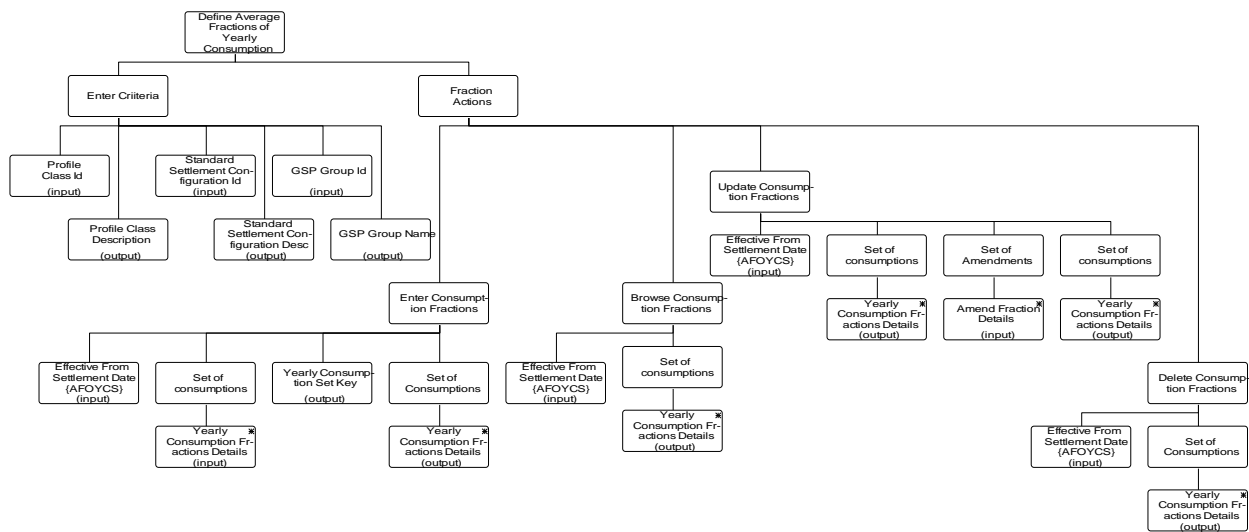 Define Average
Fractions of
Yearly
Consumption
Enter Criiteria
Fraction
Actions
Profile
Class Id
(input)
Standard
Settlement Con-
figuration Id
(input)
GSP Group Id
(input)
Profile Class
Description
(output)
Standard
Settlement Con-
figuration Desc
(output)
GSP Group Name
(output)
Update Consump-
tion Fractions
Effective From
Settlement Date
{AFOYCS}
(input)
Set of
consumptions
Set of
Amendments
Set of
consumptions
Yearly *
Consumption Fr-
actions Details
(output)
*
Amend Fraction
Details
(input)
Yearly *
Consumption Fr-
actions Details
(output)
Enter Consumpt-
ion Fractions
Browse Consump-
tion Fractions
Effective From
Settlement Date
{AFOYCS}
(input)
Set of
consumptions
Yearly Consump-
tion Set Key
(output)
Set of
Consumptions
Yearly *
Consumption Fr-
actions Details
(input)
Yearly *
Consumption Fr-
actions Details
(output)
Effective From
Settlement Date
{AFOYCS}
(input)
Set of
consumptions
Yearly *
Consumption Fr-
actions Details
(output)
Delete Consump-
tion Fractions
Effective From
Settlement Date
{AFOYCS}
(input)
Set of
Consumptions
Yearly *
Consumption Fr-
actions Details
(output)